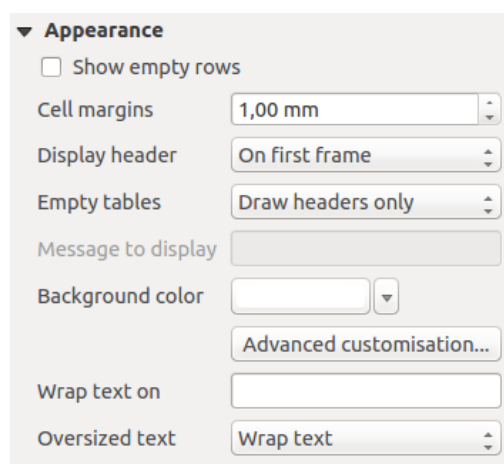 Appearance
Show empty rows
Cell margins 1,00 mm
Display header On first frame
Empty tables Draw headers only
Message to display
Background color
Advanced customisation...
Wrap text on
Oversized text Wrap text